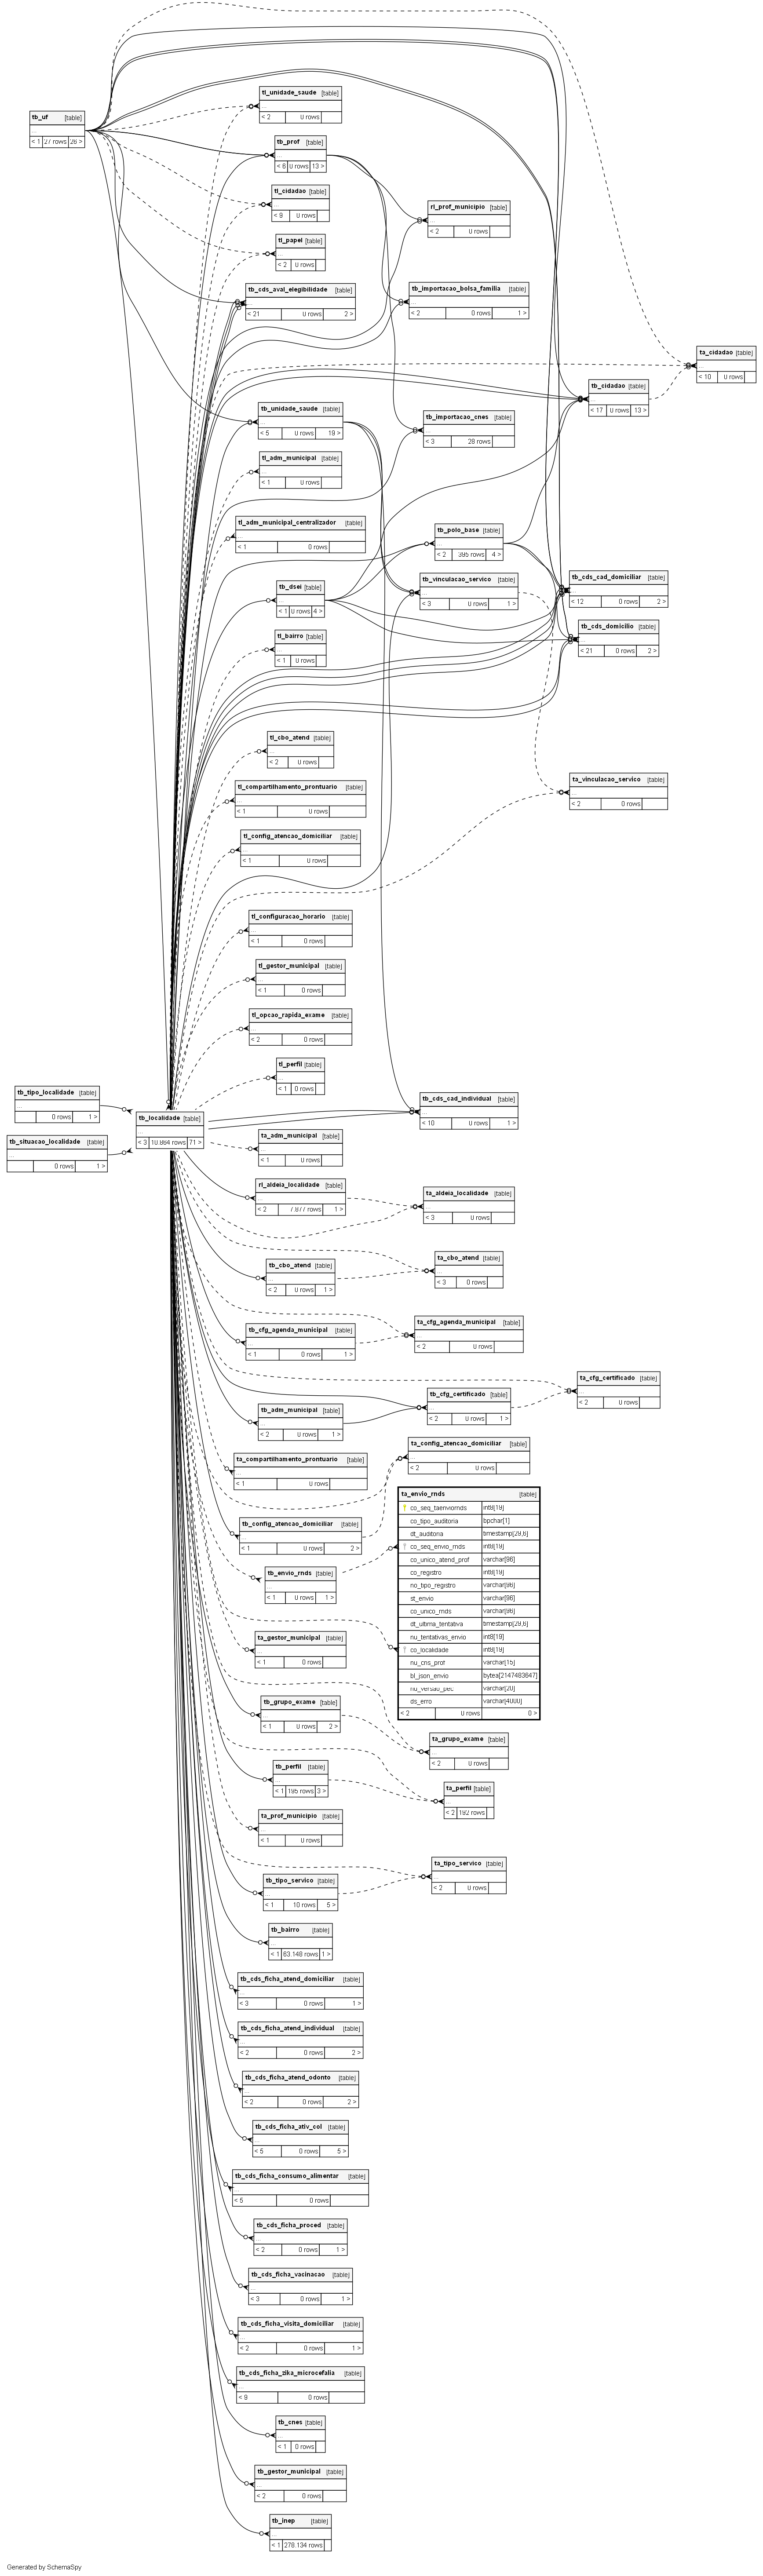 tb_uf [table]
...
< 1 27 rows 26 >
tl_unidade_saude [table]
...
< 2 0 rows
tb_prof [table]
...
< 6 0 rows 13 >
tl_cidadao [table]
...
< 9 0 rows
rl_prof_municipio [table]
...
< 2 0 rows
tl_papel [table]
...
< 2 0 rows
tb_cds_aval_elegibilidade [table]
...
< 21 0 rows 2 >
tb_importacao_bolsa_familia [table]
...
< 2 0 rows 1 >
ta_cidadao [table]
...
< 10 0 rows
tb_cidadao [table]
...
< 17 0 rows 13 >
tb_unidade_saude [table]
...
< 5 0 rows 19 >
tb_importacao_cnes [table]
...
< 3 28 rows
tl_adm_municipal [table]
...
< 1 0 rows
tl_adm_municipal_centralizador [table]
...
< 1 0 rows
tb_polo_base [table]
...
< 2 395 rows 4 >
tb_dsei [table]
...
< 1 0 rows 4 >
tb_vinculacao_servico [table]
...
< 3 0 rows 1 >
tb_cds_cad_domiciliar [table]
...
< 12 0 rows 2 >
tl_bairro [table]
...
< 1 0 rows
tb_cds_domicilio [table]
...
< 21 0 rows 2 >
tl_cbo_atend [table]
...
< 2 0 rows
tl_compartilhamento_prontuario [table]
...
< 1 0 rows
ta_vinculacao_servico [table]
...
< 2 0 rows
tl_config_atencao_domiciliar [table]
...
< 1 0 rows
tl_configuracao_horario [table]
...
< 1 0 rows
tl_gestor_municipal [table]
...
< 1 0 rows
tl_opcao_rapida_exame [table]
...
< 2 0 rows
tl_perfil [table]
...
< 1 0 rows
tb_tipo_localidade [table]
...
0 rows 1 >
tb_situacao_localidade [table]
...
0 rows 1 >
tb_localidade [table]
...
< 3 10.864 rows 71 >
tb_cds_cad_individual [table]
...
< 10 0 rows 1 >
ta_adm_municipal [table]
...
< 1 0 rows
rl_aldeia_localidade [table]
...
< 2 7.877 rows 1 >
ta_aldeia_localidade [table]
...
< 3 0 rows
tb_cbo_atend [table]
...
< 2 0 rows 1 >
ta_cbo_atend [table]
...
< 3 0 rows
tb_cfg_agenda_municipal [table]
...
< 1 0 rows 1 >
ta_cfg_agenda_municipal [table]
...
< 2 0 rows
tb_adm_municipal [table]
...
< 2 0 rows 1 >
tb_cfg_certificado [table]
...
< 2 0 rows 1 >
ta_cfg_certificado [table]
...
< 2 0 rows
ta_compartilhamento_prontuario [table]
...
< 1 0 rows
ta_config_atencao_domiciliar [table]
...
< 2 0 rows
tb_config_atencao_domiciliar [table]
...
< 1 0 rows 2 >
tb_envio_rnds [table]
...
< 1 0 rows 1 >
ta_envio_rnds [table]
co_seq_taenviornds int8[19]
co_tipo_auditoria bpchar[1]
dt_auditoria timestamp[29,6]
co_seq_envio_rnds int8[19]
co_unico_atend_prof varchar[96]
co_registro int8[19]
no_tipo_registro varchar[96]
st_envio varchar[96]
co_unico_rnds varchar[96]
dt_ultima_tentativa timestamp[29,6]
nu_tentativas_envio int8[19]
co_localidade int8[19]
nu_cns_prof varchar[15]
bl_json_envio bytea[2147483647]
nu_versao_pec varchar[20]
ds_erro varchar[4000]
< 2 0 rows 0 >
ta_gestor_municipal [table]
...
< 1 0 rows
tb_grupo_exame [table]
...
< 1 0 rows 2 >
ta_grupo_exame [table]
...
< 2 0 rows
tb_perfil [table]
...
< 1 195 rows 3 >
ta_perfil [table]
...
< 2 192 rows
ta_prof_municipio [table]
...
< 1 0 rows
tb_tipo_servico [table]
...
< 1 10 rows 5 >
ta_tipo_servico [table]
...
< 2 0 rows
tb_bairro [table]
...
< 1 63.148 rows 1 >
tb_cds_ficha_atend_domiciliar [table]
...
< 3 0 rows 1 >
tb_cds_ficha_atend_individual [table]
...
< 2 0 rows 2 >
tb_cds_ficha_atend_odonto [table]
...
< 2 0 rows 2 >
tb_cds_ficha_ativ_col [table]
...
< 5 0 rows 5 >
tb_cds_ficha_consumo_alimentar [table]
...
< 5 0 rows
tb_cds_ficha_proced [table]
...
< 2 0 rows 1 >
tb_cds_ficha_vacinacao [table]
...
< 3 0 rows 1 >
tb_cds_ficha_visita_domiciliar [table]
...
< 2 0 rows 1 >
tb_cds_ficha_zika_microcefalia [table]
...
< 9 0 rows
tb_cnes [table]
...
< 1 0 rows
tb_gestor_municipal [table]
...
< 2 0 rows
tb_inep [table]
...
< 1 278.134 rows
Generated by SchemaSpy